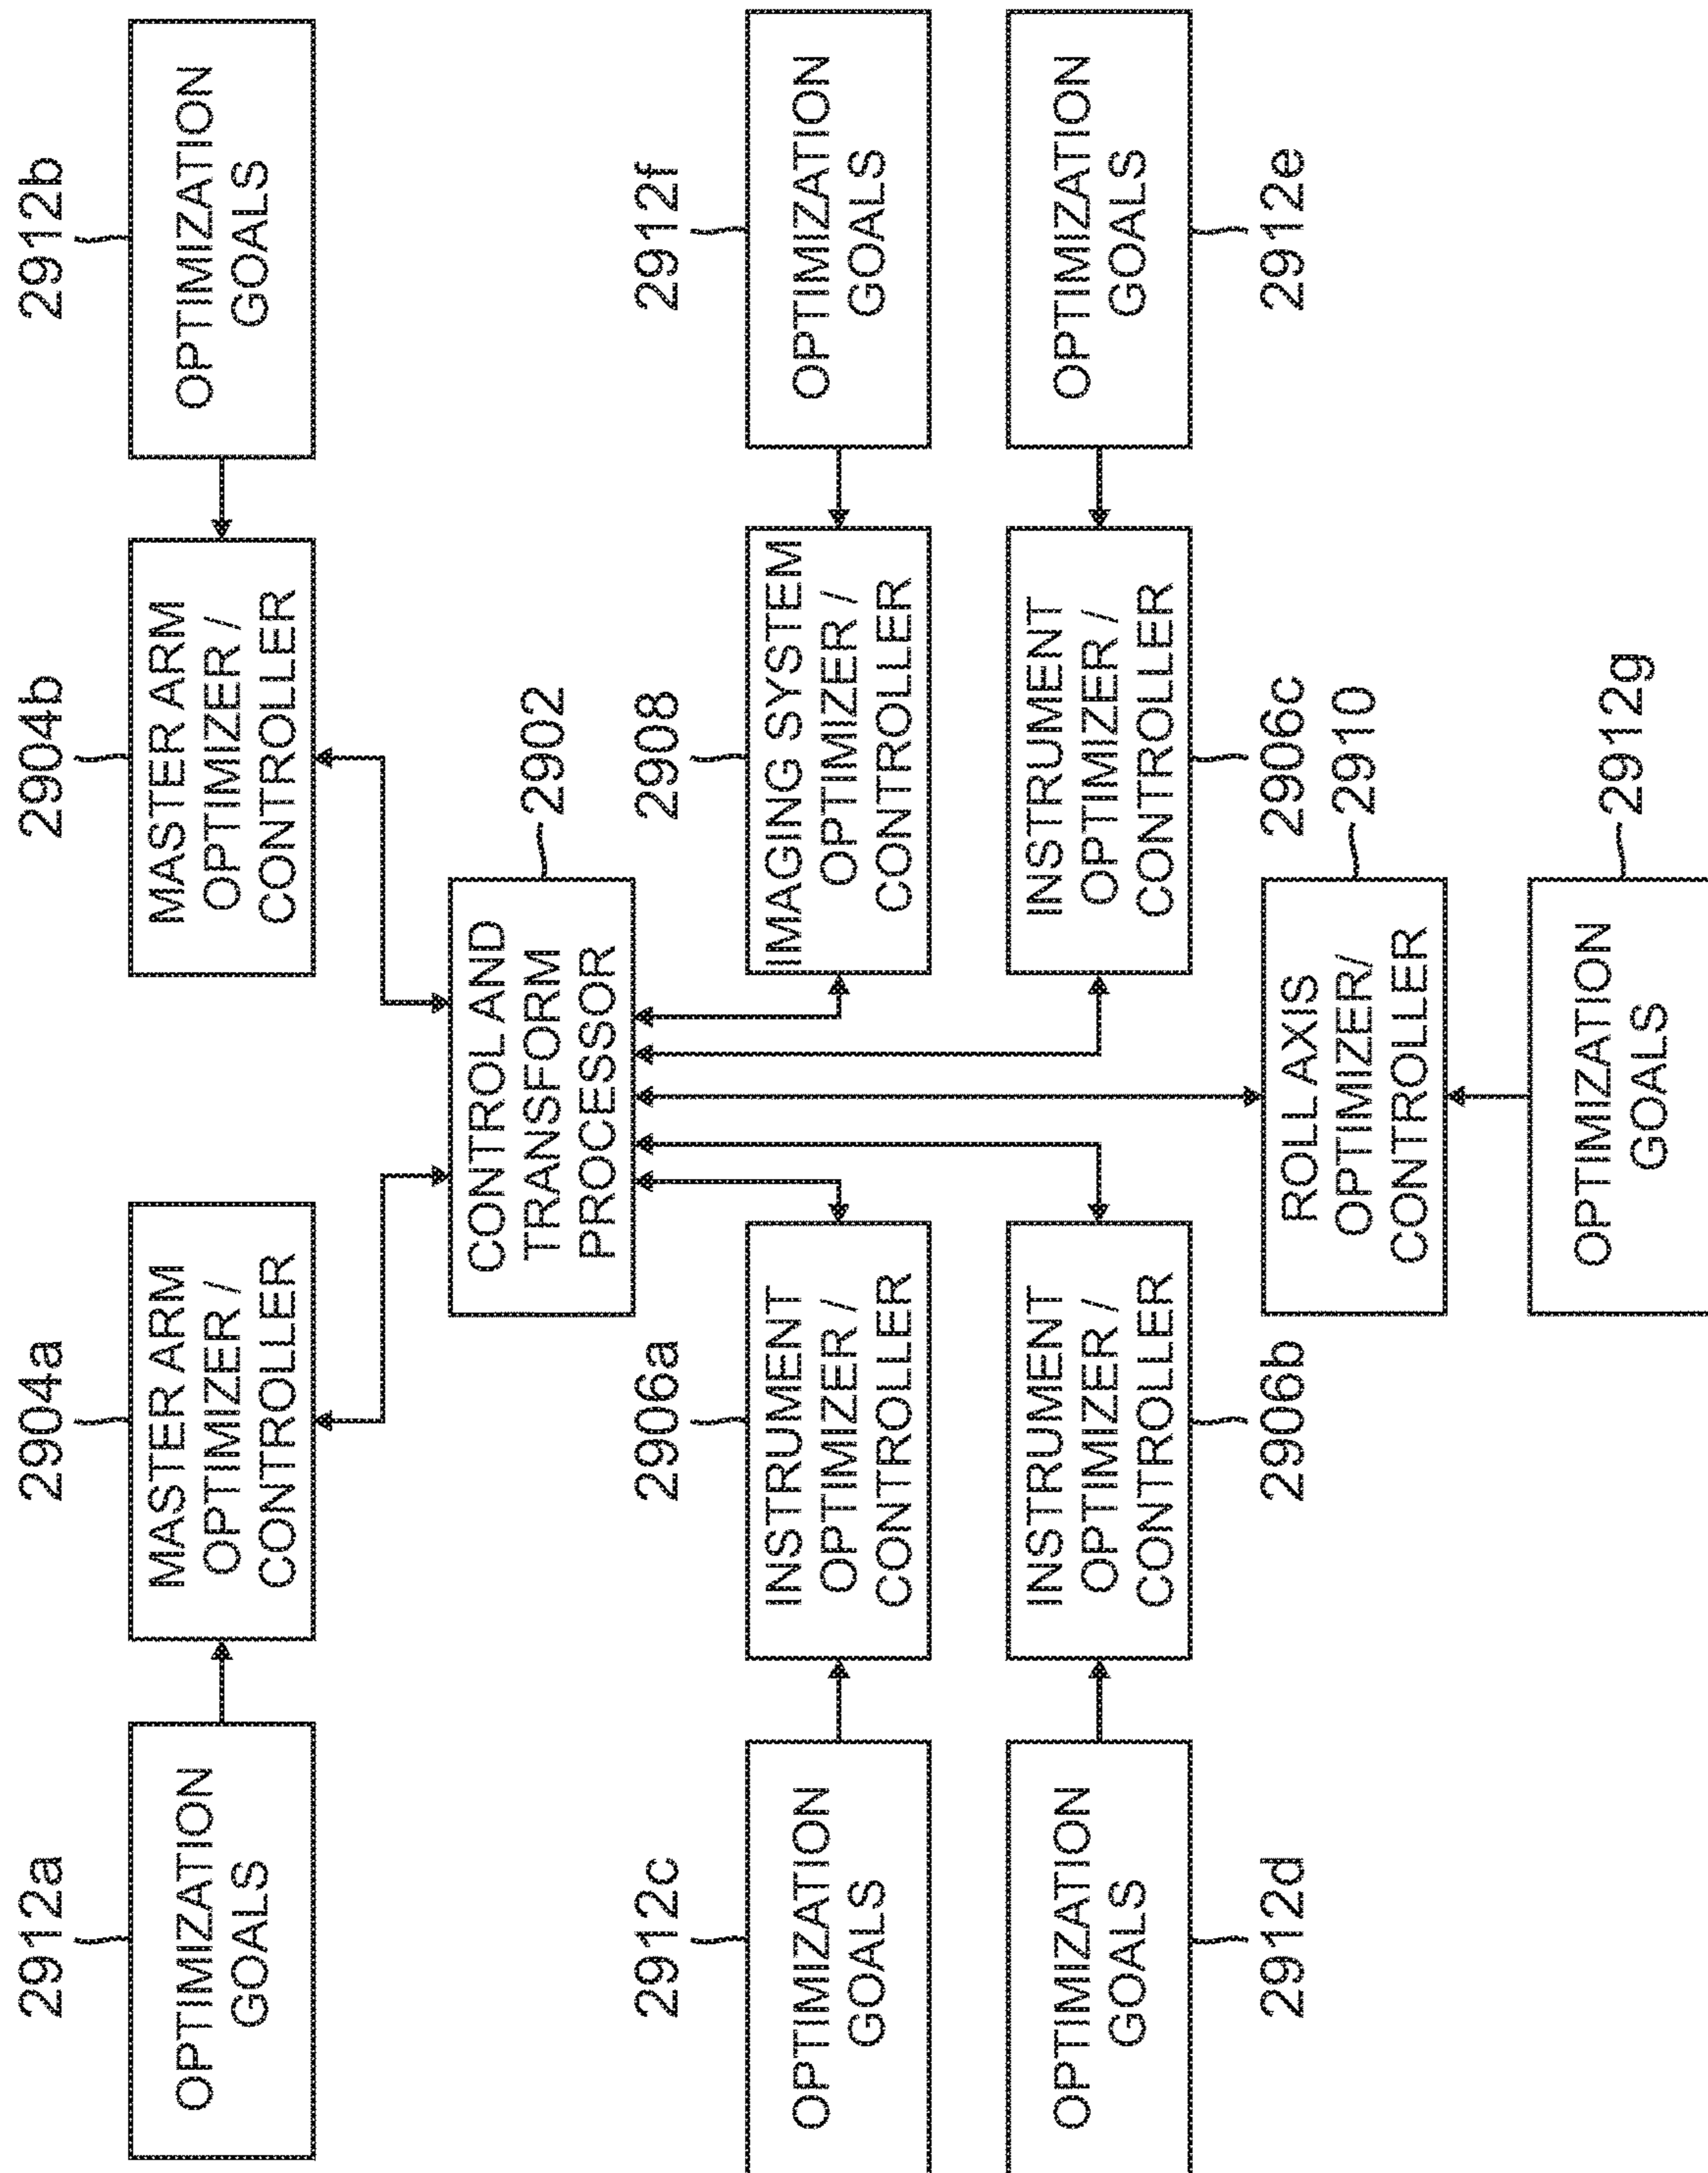 2912a
2904a
2904b
2912b
OPTIMIZATION
GOALS
MASTER ARM
OPTIMIZER /
CONTROLLER
MASTER ARM
OPTIMIZER /
CONTROLLER
OPTIMIZATION
GOALS
2902
CONTROL AND
TRANSFORM
PROCESSOR
2912c
2906a
2908
2912f
OPTIMIZATION
GOALS
INSTRUMENT
OPTIMIZER /
CONTROLLER
IMAGING SYSTEM
OPTIMIZER /
CONTROLLER
OPTIMIZATION
GOALS
OPTIMIZATION
GOALS
INSTRUMENT
OPTIMIZER /
CONTROLLER
INSTRUMENT
OPTIMIZER /
CONTROLLER
OPTIMIZATION
GOALS
2912d
2906b
2906c
2912e
2910
ROLL AXIS
OPTIMIZER/
CONTROLLER
2912g
OPTIMIZATION
GOALS